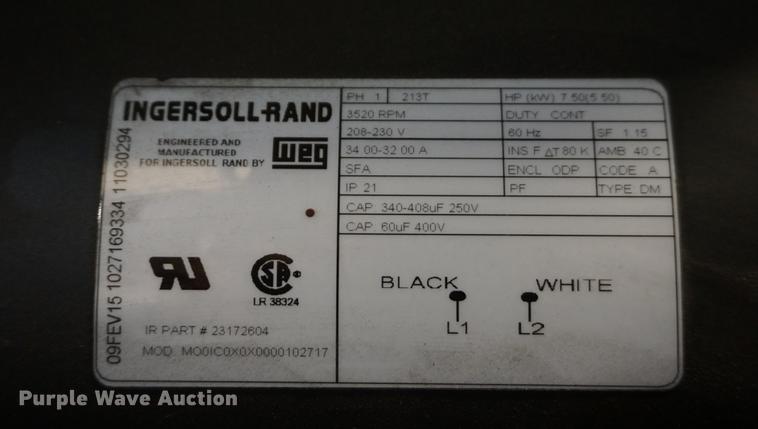 INGERSOLL-RAND
ENGINEERED AND
MANUFACTURED
FOR INGERSOLL RAND BY
weg
09FEV15 1027169334 11030294
LR 38324
IR PART # 23172604
MOD. MO0IC0X0X0000102717
PH 1 213T HP (kW) 7.50(5.50)
3520 RPM DUTY CONT
208-230 V 60 Hz SF 1.15
34.00-32.00 A INS F ΔT 80 K AMB 40 C
SFA ENCL ODP CODE A
IP 21 PF TYPE DM
CAP 340-408uF 250V
CAP 60uF 400V
BLACK WHITE
L1 L2
Purple Wave Auction